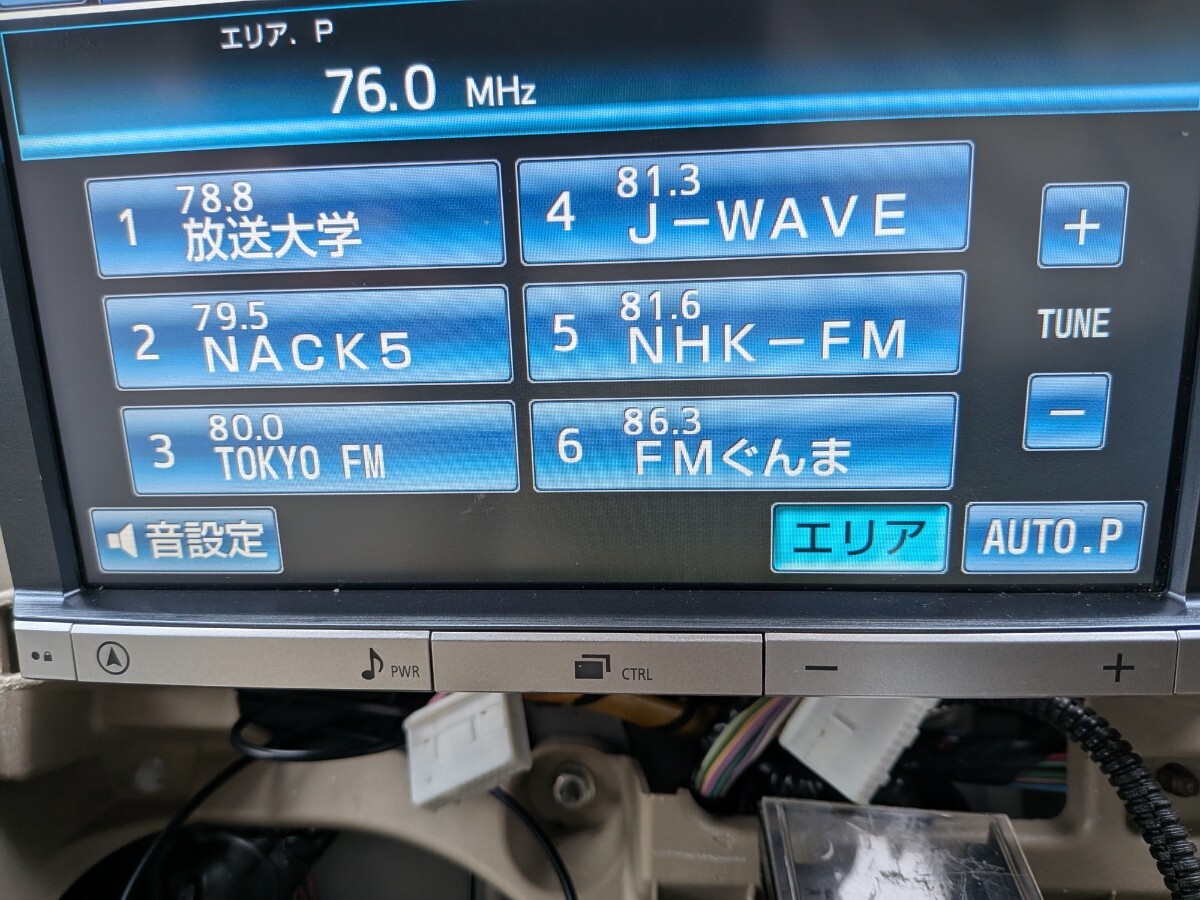 エリア. P
76.0 MHz
1 78.8
放送大学
4 81.3
J－WAVE
+
2 79.5
NACK5
5 81.6
NHK－FM
TUNE
3 80.0
TOKYO FM
6 86.3
FMぐんま
−
音設定
エリア
AUTO.P
PWR
CTRL
− +